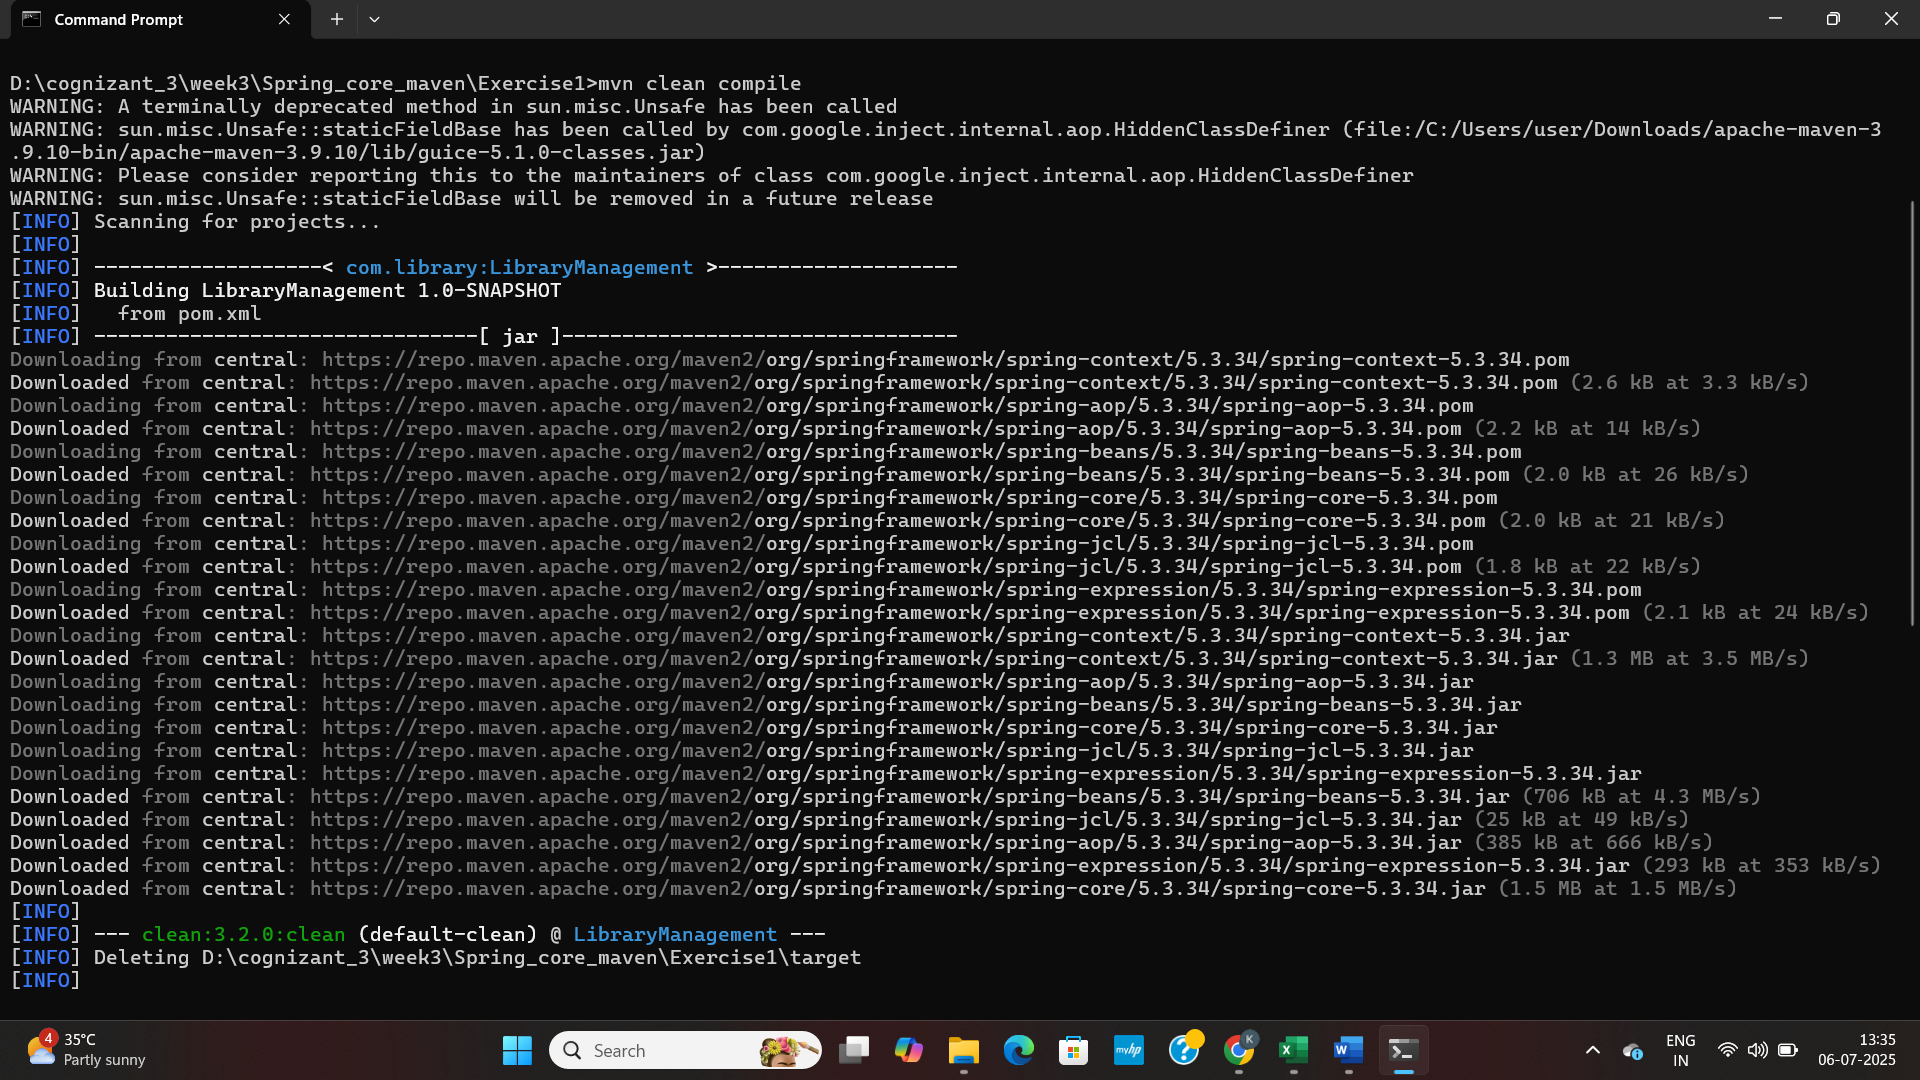 Command Prompt
D:\cognizant_3\week3\Spring_core_maven\Exercise1>mvn clean compile
WARNING: A terminally deprecated method in sun.misc.Unsafe has been called
WARNING: sun.misc.Unsafe::staticFieldBase has been called by com.google.inject.internal.aop.HiddenClassDefiner (file:/C:/Users/user/Downloads/apache-maven-3
.9.10-bin/apache-maven-3.9.10/lib/guice-5.1.0-classes.jar)
WARNING: Please consider reporting this to the maintainers of class com.google.inject.internal.aop.HiddenClassDefiner
WARNING: sun.misc.Unsafe::staticFieldBase will be removed in a future release
[INFO] Scanning for projects...
[INFO]
[INFO] -------------------< com.library:LibraryManagement >--------------------
[INFO] Building LibraryManagement 1.0-SNAPSHOT
[INFO]   from pom.xml
[INFO] --------------------------------[ jar ]---------------------------------
Downloading from central: https://repo.maven.apache.org/maven2/org/springframework/spring-context/5.3.34/spring-context-5.3.34.pom
Downloaded from central: https://repo.maven.apache.org/maven2/org/springframework/spring-context/5.3.34/spring-context-5.3.34.pom (2.6 kB at 3.3 kB/s)
Downloading from central: https://repo.maven.apache.org/maven2/org/springframework/spring-aop/5.3.34/spring-aop-5.3.34.pom
Downloaded from central: https://repo.maven.apache.org/maven2/org/springframework/spring-aop/5.3.34/spring-aop-5.3.34.pom (2.2 kB at 14 kB/s)
Downloading from central: https://repo.maven.apache.org/maven2/org/springframework/spring-beans/5.3.34/spring-beans-5.3.34.pom
Downloaded from central: https://repo.maven.apache.org/maven2/org/springframework/spring-beans/5.3.34/spring-beans-5.3.34.pom (2.0 kB at 26 kB/s)
Downloading from central: https://repo.maven.apache.org/maven2/org/springframework/spring-core/5.3.34/spring-core-5.3.34.pom
Downloaded from central: https://repo.maven.apache.org/maven2/org/springframework/spring-core/5.3.34/spring-core-5.3.34.pom (2.0 kB at 21 kB/s)
Downloading from central: https://repo.maven.apache.org/maven2/org/springframework/spring-jcl/5.3.34/spring-jcl-5.3.34.pom
Downloaded from central: https://repo.maven.apache.org/maven2/org/springframework/spring-jcl/5.3.34/spring-jcl-5.3.34.pom (1.8 kB at 22 kB/s)
Downloading from central: https://repo.maven.apache.org/maven2/org/springframework/spring-expression/5.3.34/spring-expression-5.3.34.pom
Downloaded from central: https://repo.maven.apache.org/maven2/org/springframework/spring-expression/5.3.34/spring-expression-5.3.34.pom (2.1 kB at 24 kB/s)
Downloading from central: https://repo.maven.apache.org/maven2/org/springframework/spring-context/5.3.34/spring-context-5.3.34.jar
Downloaded from central: https://repo.maven.apache.org/maven2/org/springframework/spring-context/5.3.34/spring-context-5.3.34.jar (1.3 MB at 3.5 MB/s)
Downloading from central: https://repo.maven.apache.org/maven2/org/springframework/spring-aop/5.3.34/spring-aop-5.3.34.jar
Downloading from central: https://repo.maven.apache.org/maven2/org/springframework/spring-beans/5.3.34/spring-beans-5.3.34.jar
Downloading from central: https://repo.maven.apache.org/maven2/org/springframework/spring-core/5.3.34/spring-core-5.3.34.jar
Downloading from central: https://repo.maven.apache.org/maven2/org/springframework/spring-jcl/5.3.34/spring-jcl-5.3.34.jar
Downloading from central: https://repo.maven.apache.org/maven2/org/springframework/spring-expression/5.3.34/spring-expression-5.3.34.jar
Downloaded from central: https://repo.maven.apache.org/maven2/org/springframework/spring-beans/5.3.34/spring-beans-5.3.34.jar (706 kB at 4.3 MB/s)
Downloaded from central: https://repo.maven.apache.org/maven2/org/springframework/spring-jcl/5.3.34/spring-jcl-5.3.34.jar (25 kB at 49 kB/s)
Downloaded from central: https://repo.maven.apache.org/maven2/org/springframework/spring-aop/5.3.34/spring-aop-5.3.34.jar (385 kB at 666 kB/s)
Downloaded from central: https://repo.maven.apache.org/maven2/org/springframework/spring-expression/5.3.34/spring-expression-5.3.34.jar (293 kB at 353 kB/s)
Downloaded from central: https://repo.maven.apache.org/maven2/org/springframework/spring-core/5.3.34/spring-core-5.3.34.jar (1.5 MB at 1.5 MB/s)
[INFO]
[INFO] --- clean:3.2.0:clean (default-clean) @ LibraryManagement ---
[INFO] Deleting D:\cognizant_3\week3\Spring_core_maven\Exercise1\target
[INFO]
4
35°C
Partly sunny
Search
myhp
K
X
W
ENG
IN
13:35
06-07-2025